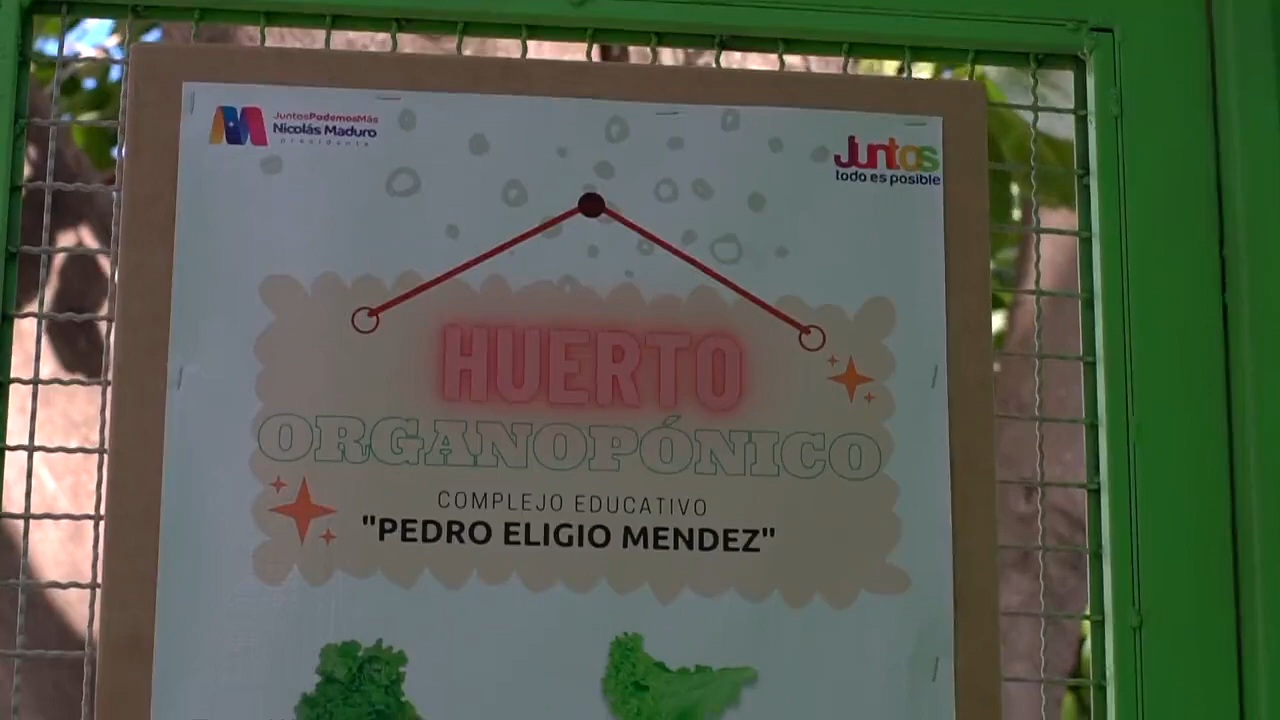 JuntosPodemosMás
Nicolás Maduro
presidente
Juntos
todo es posible
HUERTO
ORGANOPÓNICO
COMPLEJO EDUCATIVO
"PEDRO ELIGIO MENDEZ"